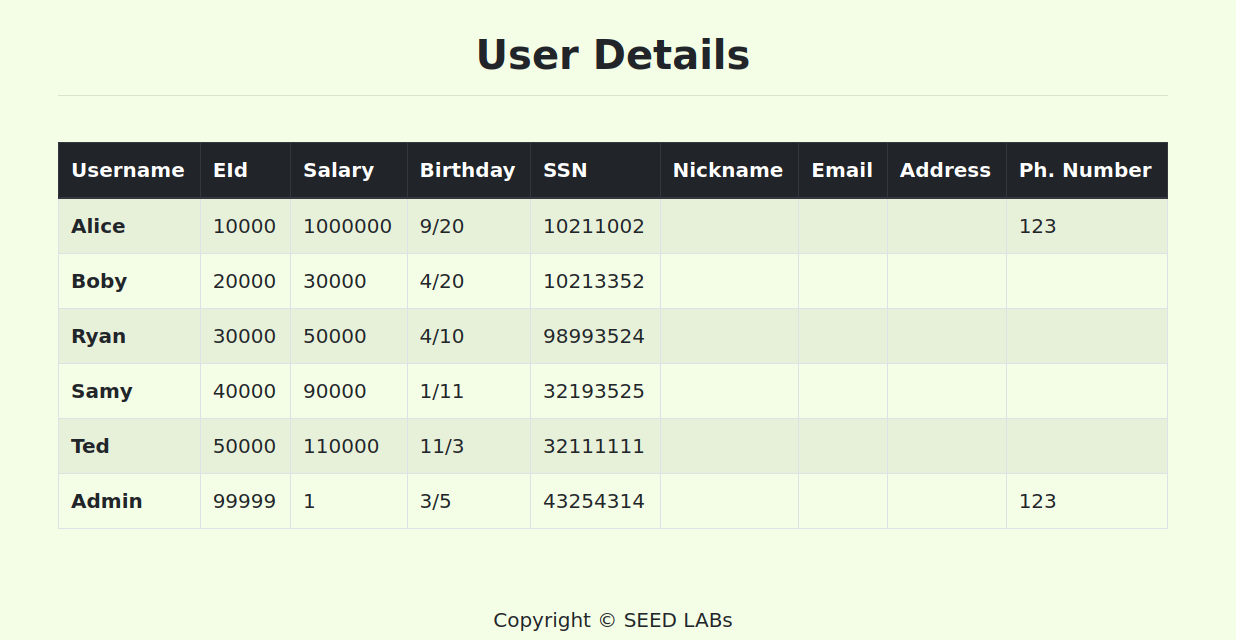 User Details
Username EId Salary Birthday SSN Nickname Email Address Ph. Number
Alice 10000 1000000 9/20 10211002 123
Boby 20000 30000 4/20 10213352
Ryan 30000 50000 4/10 98993524
Samy 40000 90000 1/11 32193525
Ted 50000 110000 11/3 32111111
Admin 99999 1 3/5 43254314 123
Copyright © SEED LABs